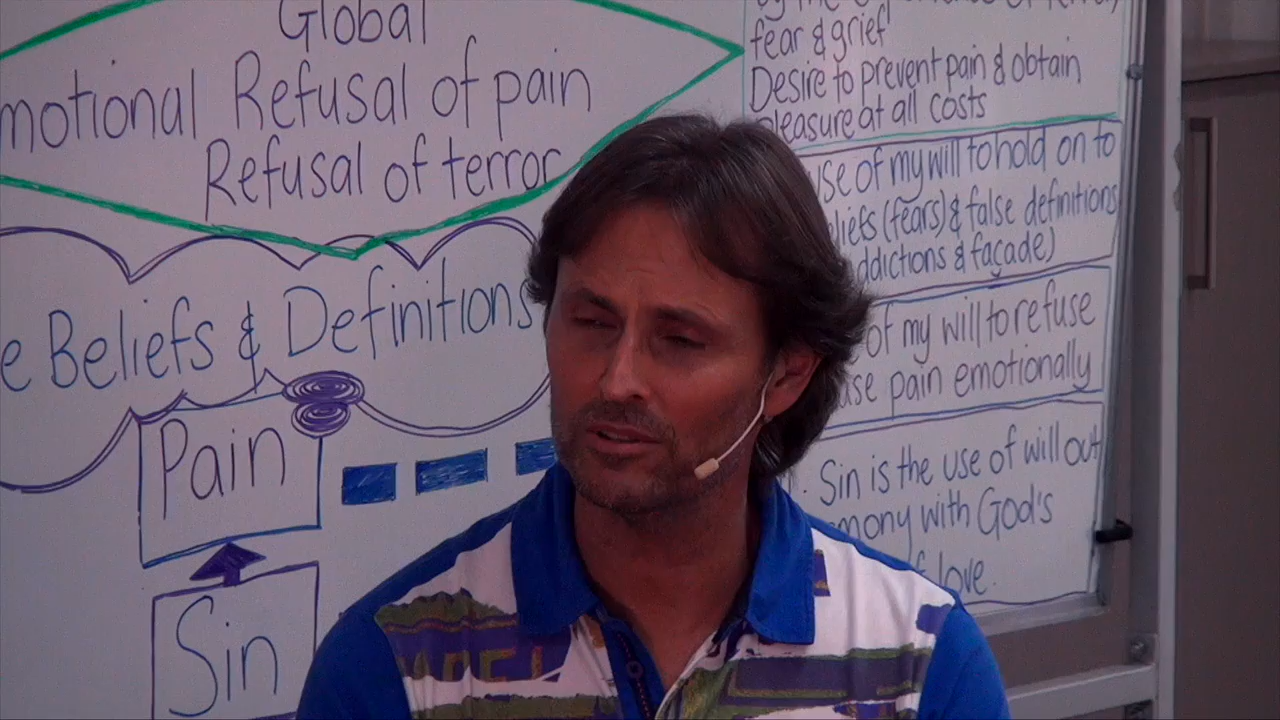 Global
motional Refusal of pain
Refusal of terror
e Beliefs & Definitions
Pain
Sin
fear & grief
Desire to prevent pain & obtain
pleasure at all costs
use of my will to hold on to
liefs (fears) & false definitions
ddictions & façade)
of my will to refuse
pain emotionally
. Sin is the use of will out
mony with God's
love.